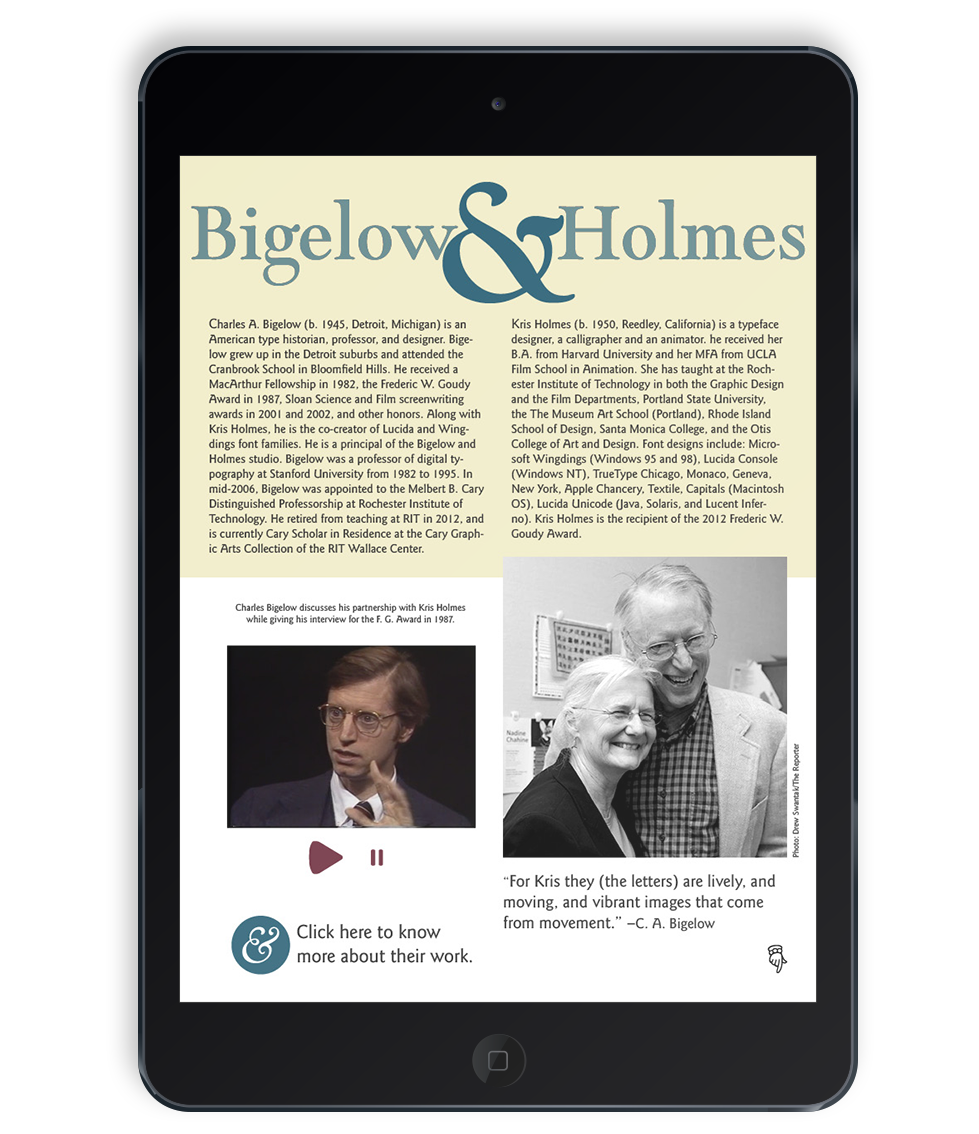 Bigelow & Holmes
Charles A. Bigelow (b. 1945, Detroit, Michigan) is an
American type historian, professor, and designer. Bige-
low grew up in the Detroit suburbs and attended the
Cranbrook School in Bloomfield Hills. He received a
MacArthur Fellowship in 1982, the Frederic W. Goudy
Award in 1987, Sloan Science and Film screenwriting
awards in 2001 and 2002, and other honors. Along with
Kris Holmes, he is the co-creator of Lucida and Wing-
dings font families. He is a principal of the Bigelow and
Holmes studio. Bigelow was a professor of digital ty-
pography at Stanford University from 1982 to 1995. In
mid-2006, Bigelow was appointed to the Melbert B. Cary
Distinguished Professorship at Rochester Institute of
Technology. He retired from teaching at RIT in 2012, and
is currently Cary Scholar in Residence at the Cary Graph-
ic Arts Collection of the RIT Wallace Center.
Kris Holmes (b. 1950, Reedley, California) is a typeface
designer, a calligrapher and an animator. he received her
B.A. from Harvard University and her MFA from UCLA
Film School in Animation. She has taught at the Roch-
ester Institute of Technology in both the Graphic Design
and the Film Departments, Portland State University,
the The Museum Art School (Portland), Rhode Island
School of Design, Santa Monica College, and the Otis
College of Art and Design. Font designs include: Micro-
soft Wingdings (Windows 95 and 98), Lucida Console
(Windows NT), TrueType Chicago, Monaco, Geneva,
New York, Apple Chancery, Textile, Capitals (Macintosh
OS), Lucida Unicode (Java, Solaris, and Lucent Infer-
no). Kris Holmes is the recipient of the 2012 Frederic W.
Goudy Award.
Charles Bigelow discusses his partnership with Kris Holmes
while giving his interview for the F. G. Award in 1987.
Nadine
Chahine
Photo: Drew Swantak/The Reporter
“For Kris they (the letters) are lively, and
moving, and vibrant images that come
from movement.” –C. A. Bigelow
&
Click here to know
more about their work.